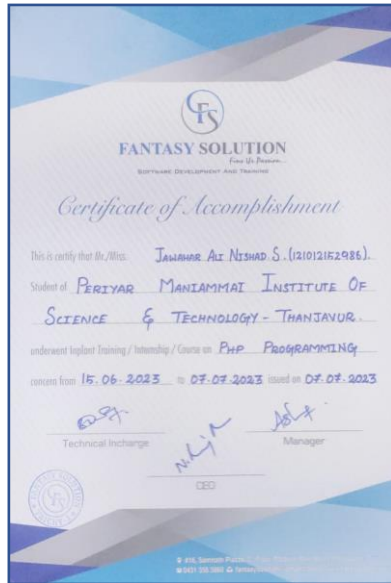 FANTASY SOLUTION
SOFTWARE DEVELOPMENT AND TRAINING
Certificate of Accomplishment
This is certify that Mr./Miss. JAWAHAR ALI NISHAD S. (121012152986).
Student of PERIYAR MANIAMMAI INSTITUTE OF
SCIENCE & TECHNOLOGY - THANJAVUR.
underwent Inplant Training / Internship / Course on PHP PROGRAMMING
concern from 15.06.2023 to 07.07.2023 issued on 07.07.2023
Technical Incharge
Manager
CEO